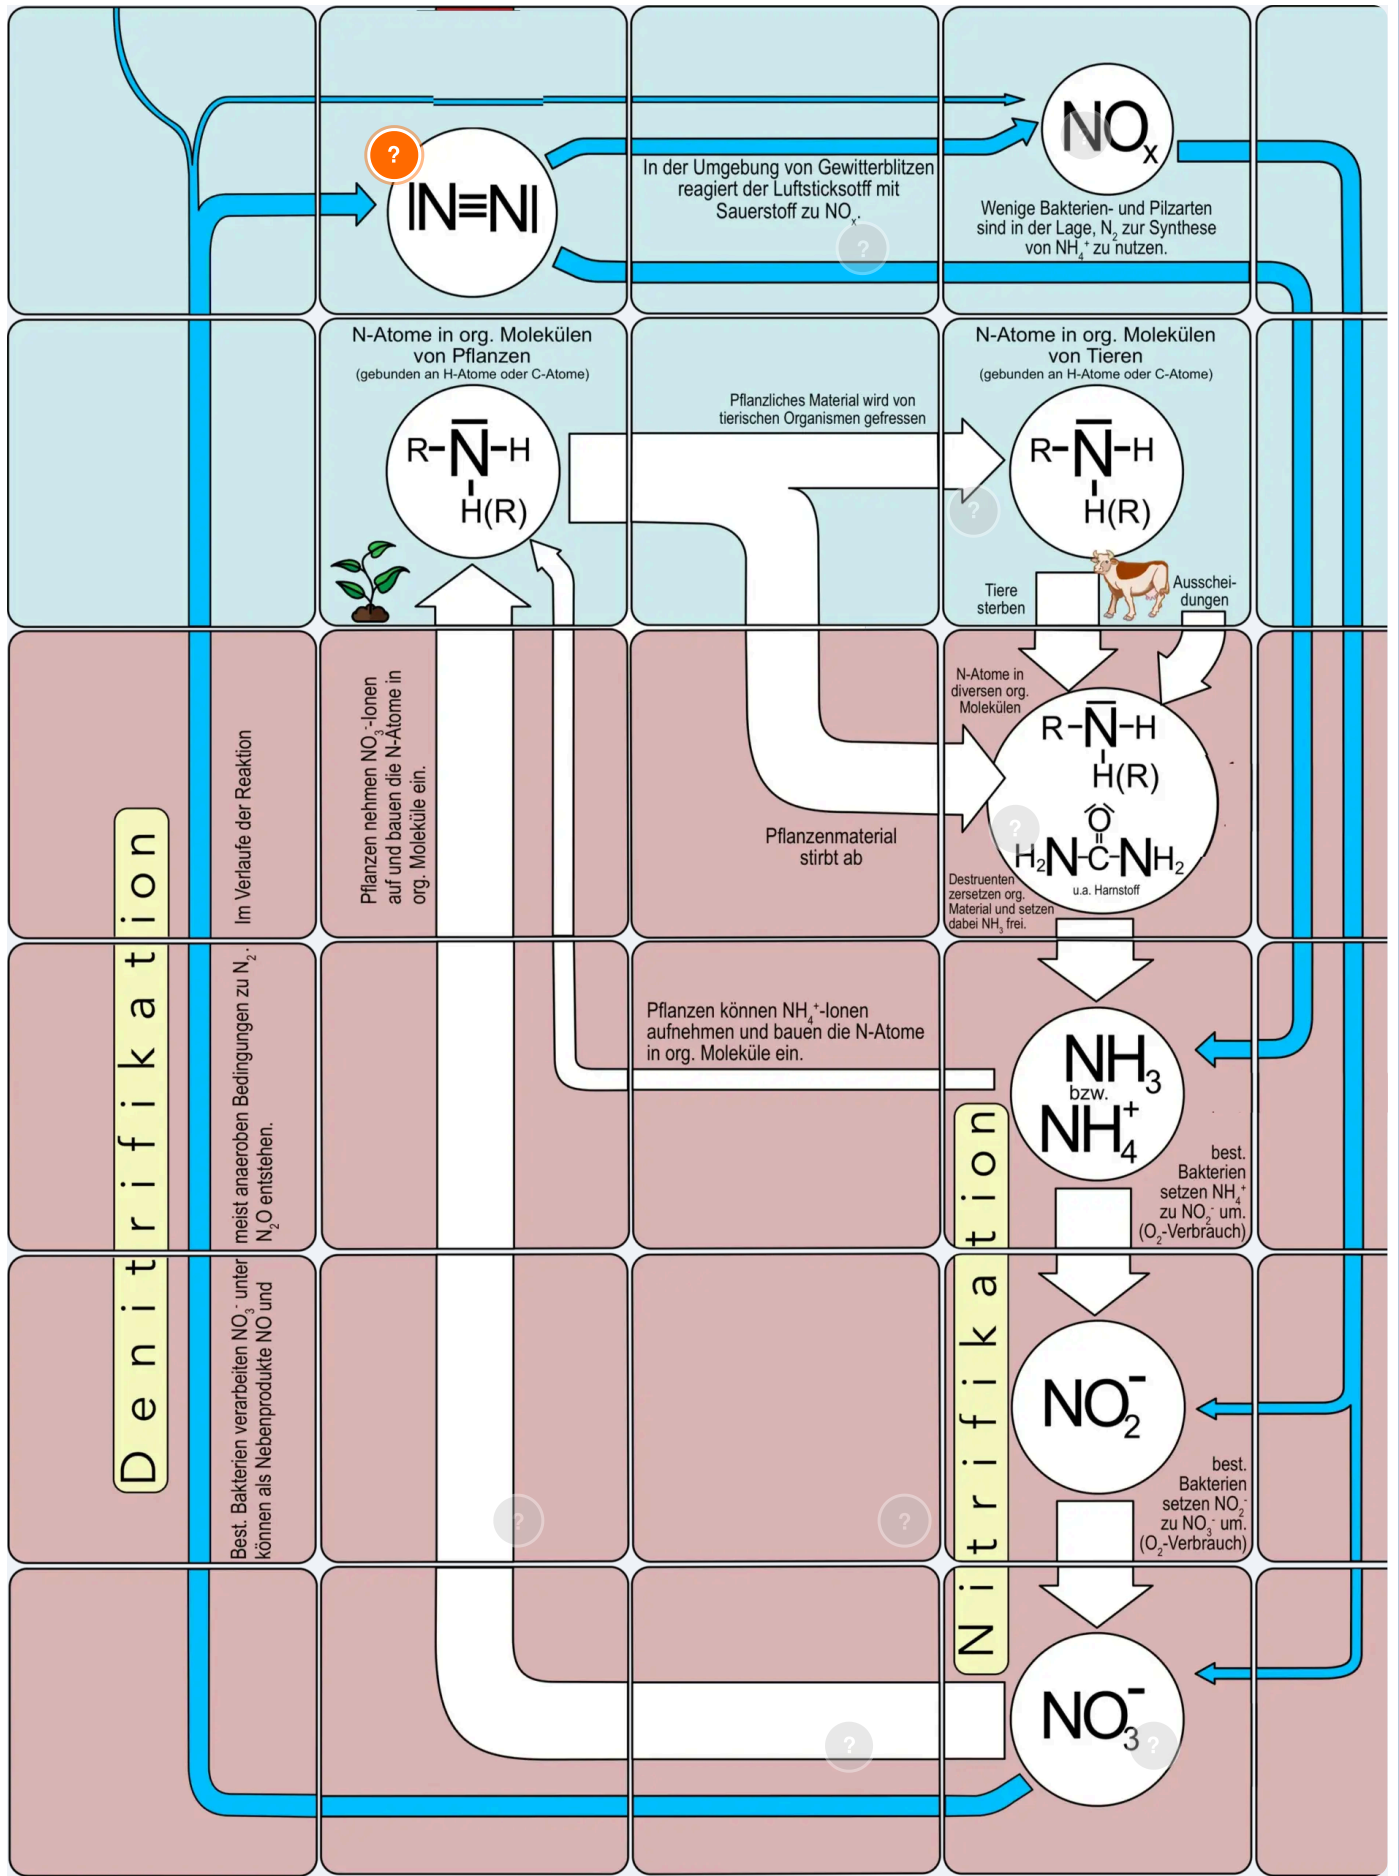 ?
IN≡NI
NOx
In der Umgebung von Gewitterblitzen
reagiert der Luftsticksotff mit
Sauerstoff zu NOx.
?
Wenige Bakterien- und Pilzarten
sind in der Lage, N2 zur Synthese
von NH4+ zu nutzen.
N-Atome in org. Molekülen
von Pflanzen
(gebunden an H-Atome oder C-Atome)
R-N-H
H(R)
Pflanzliches Material wird von
tierischen Organismen gefressen
N-Atome in org. Molekülen
von Tieren
(gebunden an H-Atome oder C-Atome)
R-N-H
H(R)
?
Tiere
sterben
Ausschei-
dungen
N-Atome in
diversen org.
Molekülen
R-N-H
H(R)
?
O
H2N-C-NH2
u.a. Harnstoff
Destruenten
zersetzen org.
Material und setzen
dabei NH3 frei.
Pflanzenmaterial
stirbt ab
Pflanzen nehmen NO3--Ionen
auf und bauen die N-Atome in
org. Moleküle ein.
Denitrifikation
Best. Bakterien verarbeiten NO3- unter meist anaeroben Bedingungen zu N2. Im Verlaufe der Reaktion
können als Nebenprodukte NO und N2O entstehen.
Pflanzen können NH4+-Ionen
aufnehmen und bauen die N-Atome
in org. Moleküle ein.
NH3
bzw.
NH4+
best.
Bakterien
setzen NH4+
zu NO2- um.
(O2-Verbrauch)
Nitrifikation
NO2-
best.
Bakterien
setzen NO2-
zu NO3- um.
(O2-Verbrauch)
?
?
NO3-
?
?